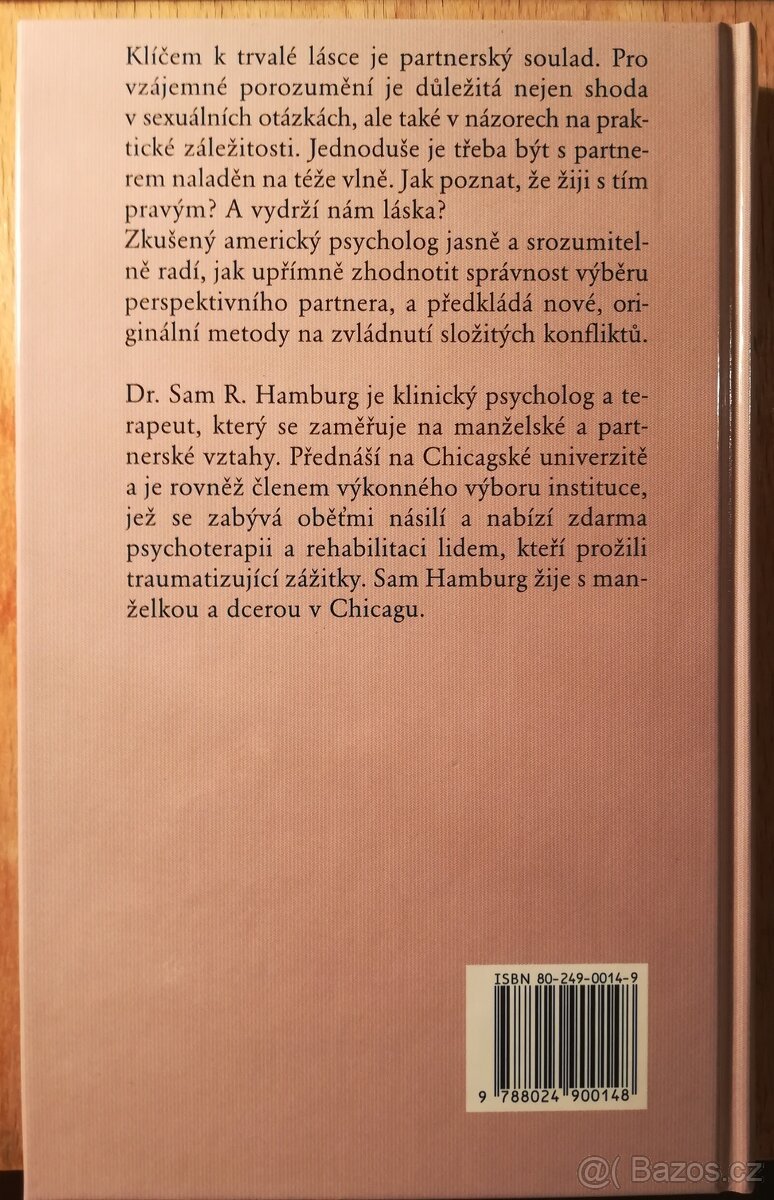 Klíčem k trvalé lásce je partnerský soulad. Pro
vzájemné porozumění je důležitá nejen shoda
v sexuálních otázkách, ale také v názorech na prak-
tické záležitosti. Jednoduše je třeba být s partne-
rem naladěn na téže vlně. Jak poznat, že žiji s tím
pravým? A vydrží nám láska?
Zkušený americký psycholog jasně a srozumitel-
ně radí, jak upřímně zhodnotit správnost výběru
perspektivního partnera, a předkládá nové, ori-
ginální metody na zvládnutí složitých konfliktů.
Dr. Sam R. Hamburg je klinický psycholog a te-
rapeut, který se zaměřuje na manželské a part-
nerské vztahy. Přednáší na Chicagské univerzitě
a je rovněž členem výkonného výboru instituce,
jež se zabývá oběťmi násilí a nabízí zdarma
psychoterapii a rehabilitaci lidem, kteří prožili
traumatizující zážitky. Sam Hamburg žije s man-
želkou a dcerou v Chicagu.
ISBN 80-249-0014-9
9 788024 900148
@( Bazos.cz